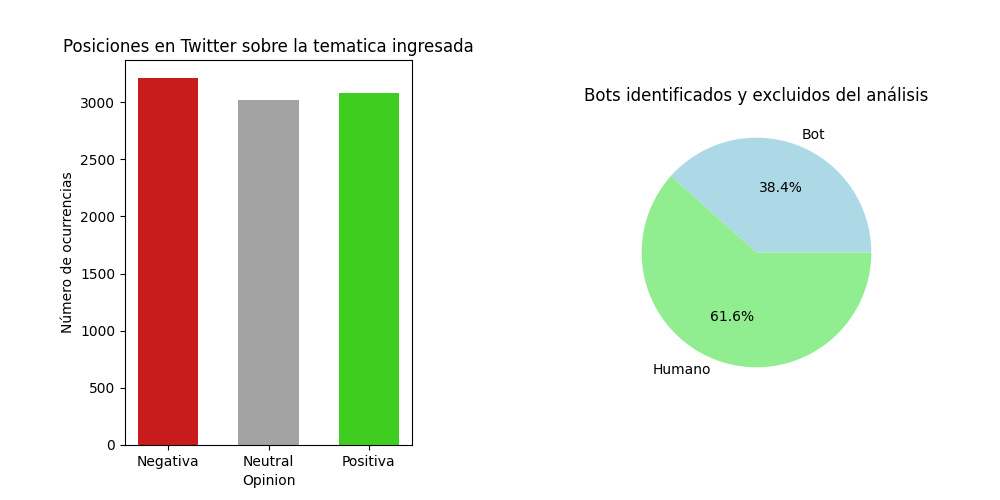 Posiciones en Twitter sobre la tematica ingresada
Número de ocurrencias
3000
2500
2000
1500
1000
500
0
Negativa
Neutral
Positiva
Opinion
Bots identificados y excluidos del análisis
Bot
38.4%
61.6%
Humano